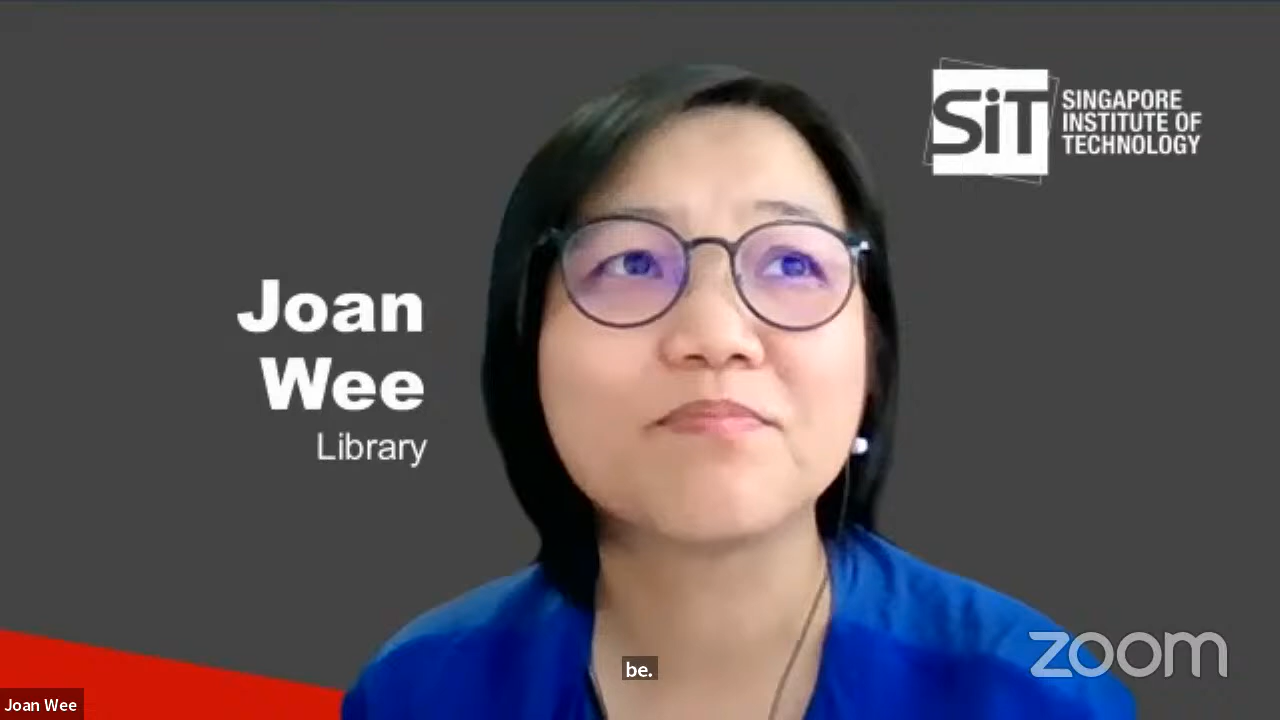 SiT
SINGAPORE
INSTITUTE OF
TECHNOLOGY
Joan
Wee
Library
zoom
be.
Joan Wee